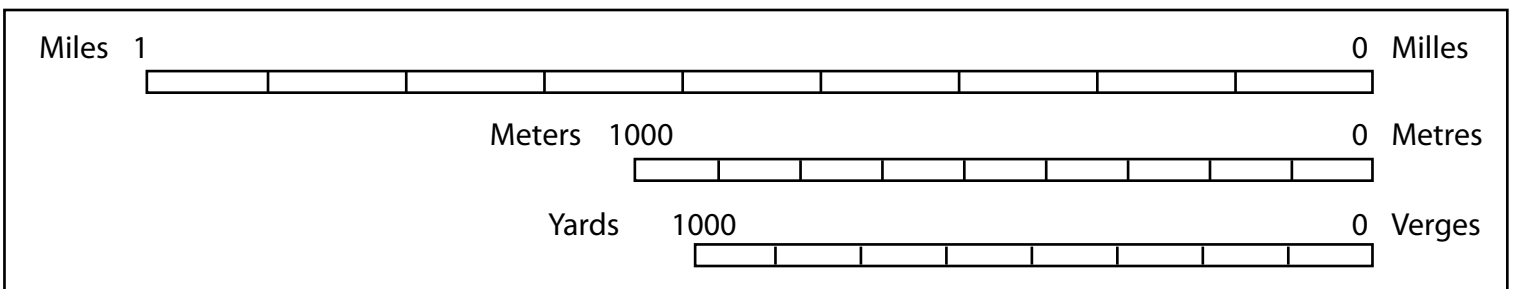 Miles 1 0 Milles
Meters 1000 0 Metres
Yards 1000 0 Verges